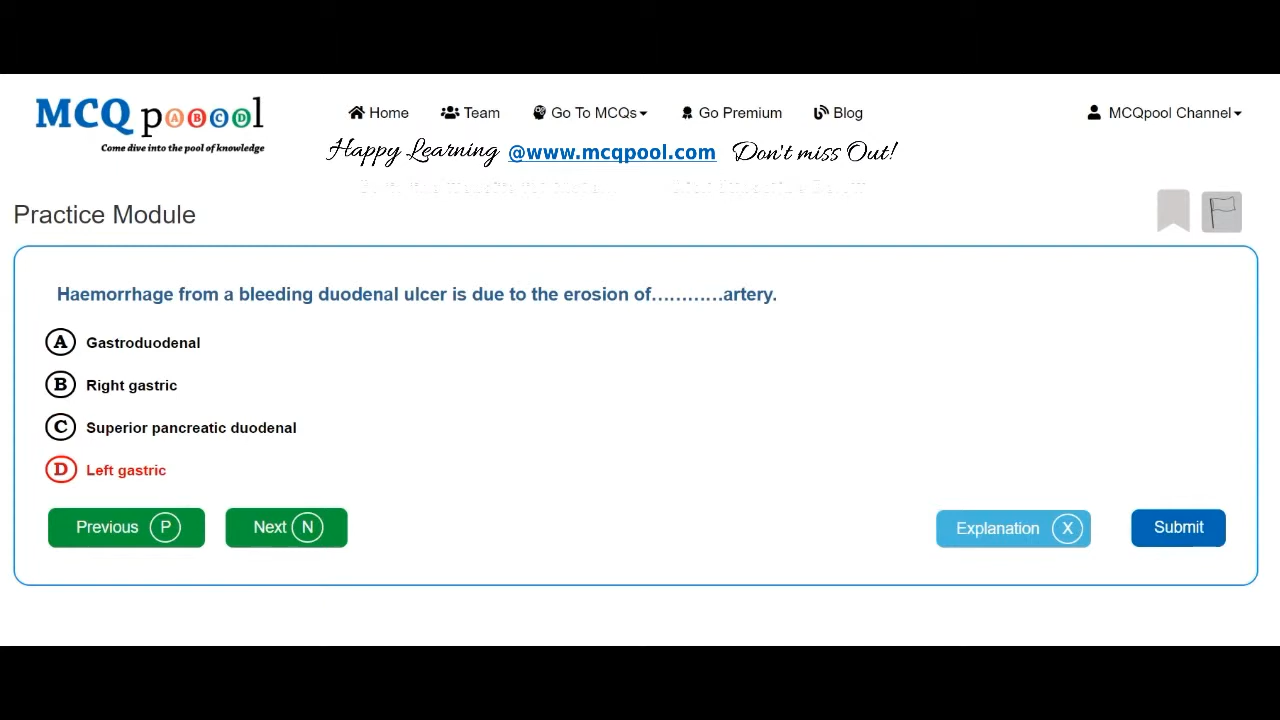 MCQ poool
A B C D
Come dive into the pool of knowledge
Home Team Go To MCQs Go Premium Blog MCQpool Channel
Happy Learning @www.mcqpool.com Don't miss Out!
Practice Module
Haemorrhage from a bleeding duodenal ulcer is due to the erosion of…………artery.
A Gastroduodenal
B Right gastric
C Superior pancreatic duodenal
D Left gastric
Previous P Next N Explanation X Submit